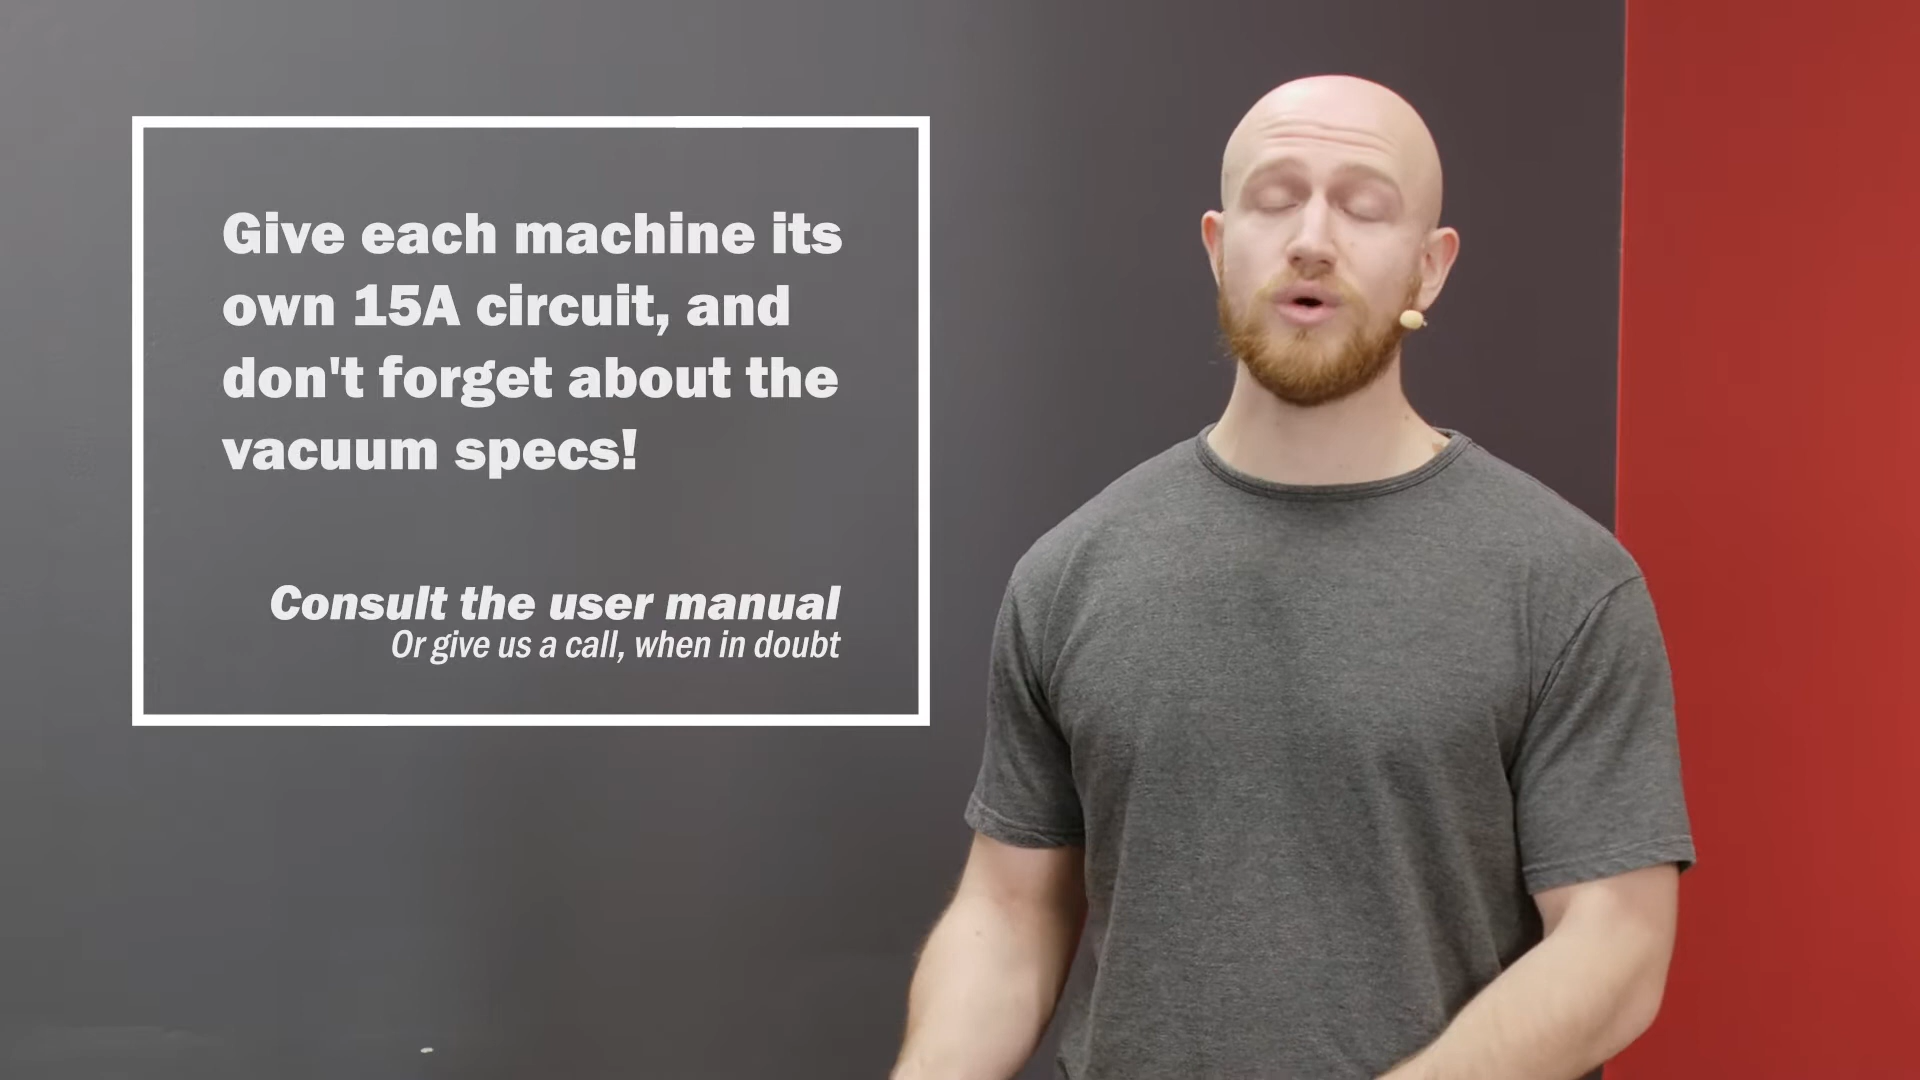 Give each machine its
own 15A circuit, and
don't forget about the
vacuum specs!
Consult the user manual
Or give us a call, when in doubt